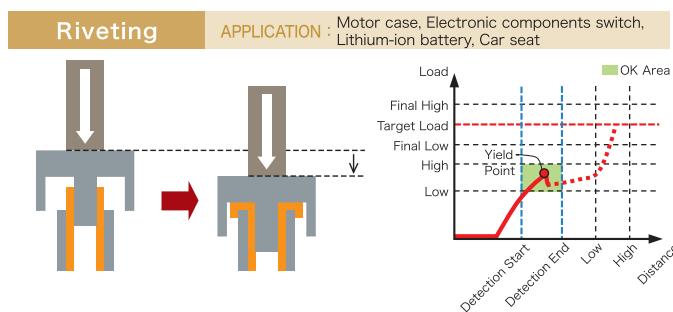 Riveting
APPLICATION :
Motor case, Electronic components switch,
Lithium-ion battery, Car seat
Load
OK Area
Final High
Target Load
Final Low
High
Low
Yield
Point
Detection Start
Detection End
Low
High
Distance